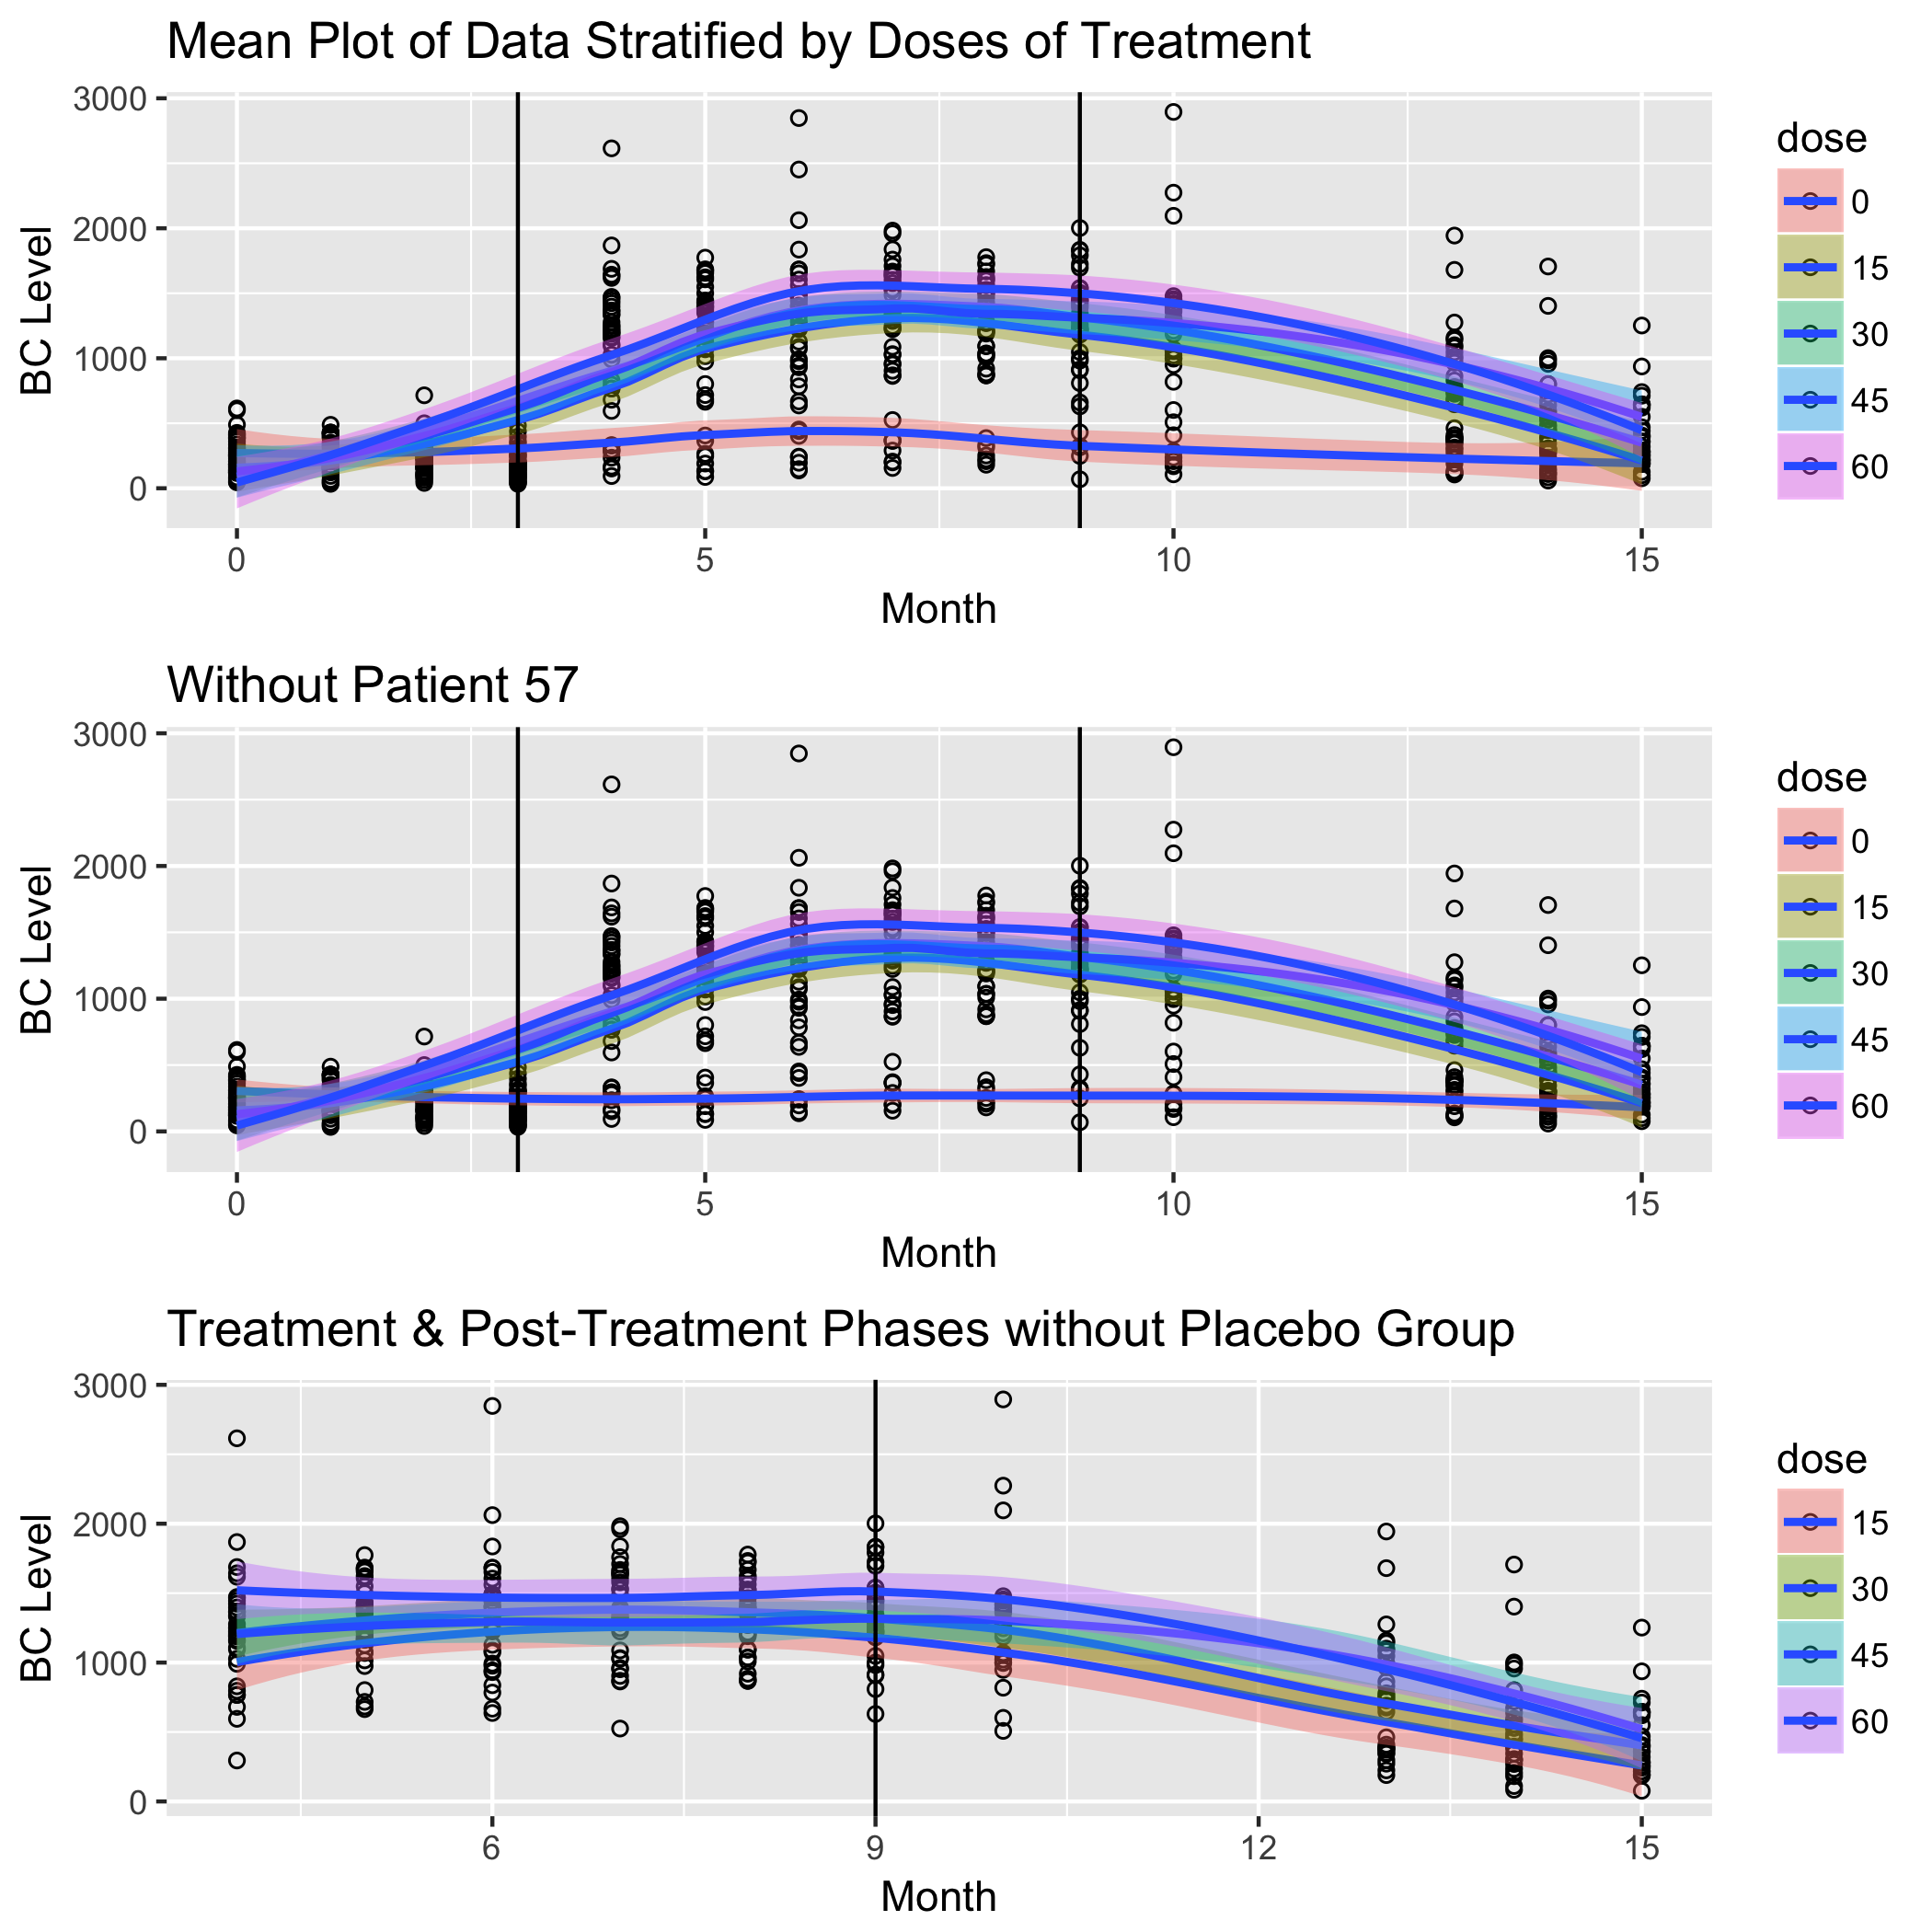 Mean Plot of Data Stratified by Doses of Treatment
3000
2000
1000
0
BC Level
0 5 10 15
Month
dose
0
15
30
45
60
Without Patient 57
3000
2000
1000
0
BC Level
0 5 10 15
Month
dose
0
15
30
45
60
Treatment & Post-Treatment Phases without Placebo Group
3000
2000
1000
0
BC Level
6 9 12 15
Month
dose
15
30
45
60